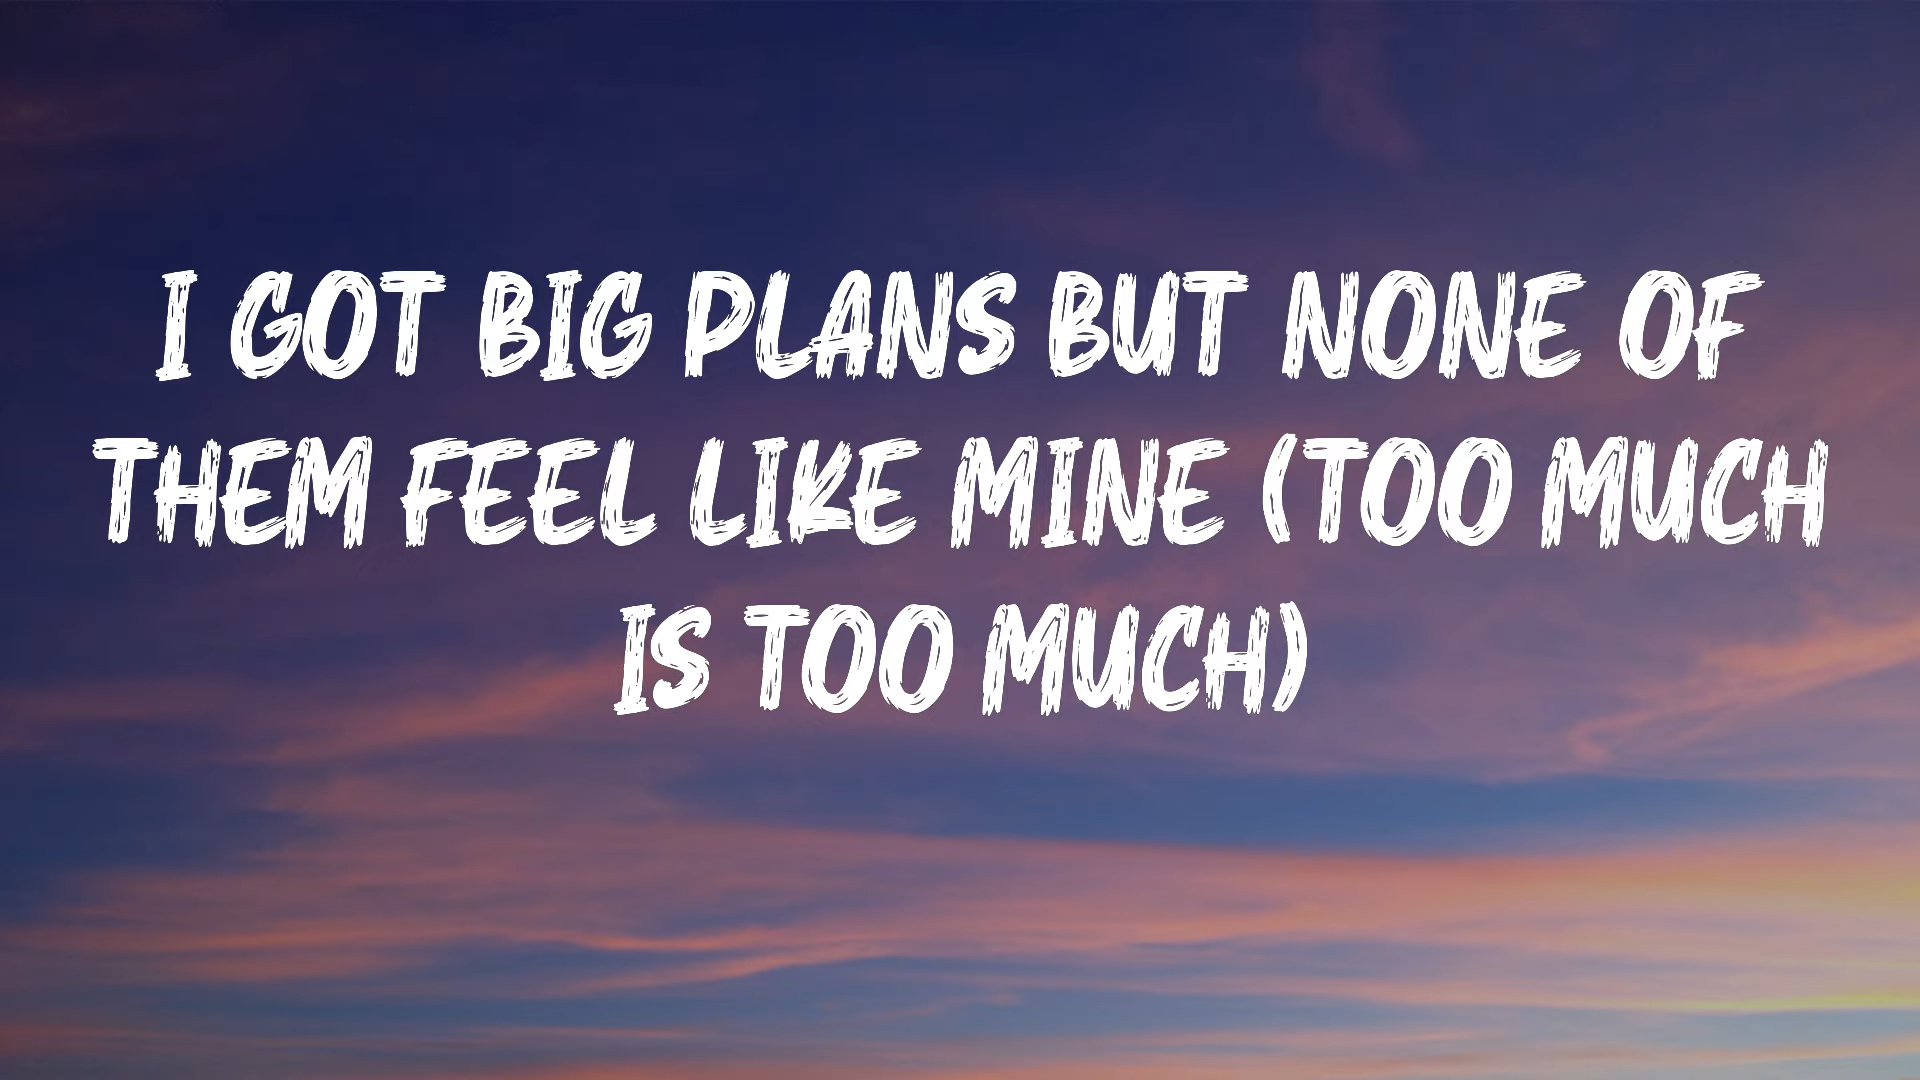 I GOT BIG PLANS BUT NONE OF
THEM FEEL LIKE MINE (TOO MUCH
IS TOO MUCH)